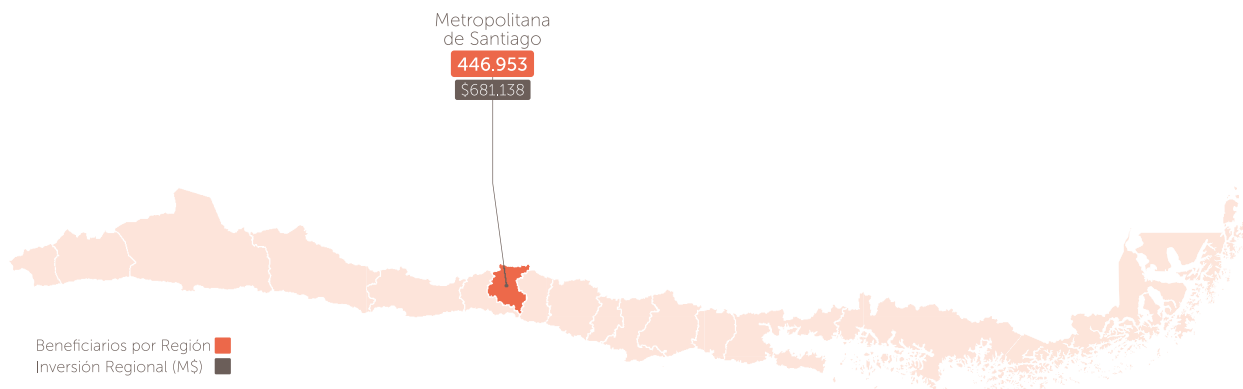 Metropolitana
de Santiago
446.953
$681.138
Beneficiarios por Región
Inversión Regional (M$)